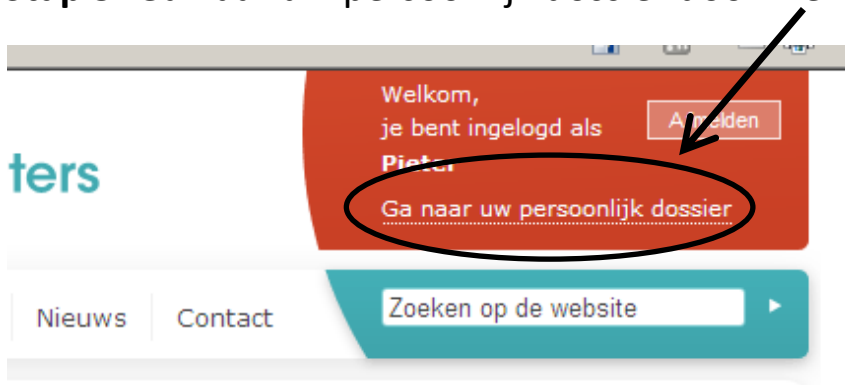 ters
Welkom,
je bent ingelogd als
Pieter
Afmelden
Ga naar uw persoonlijk dossier
Nieuws
Contact
Zoeken op de website